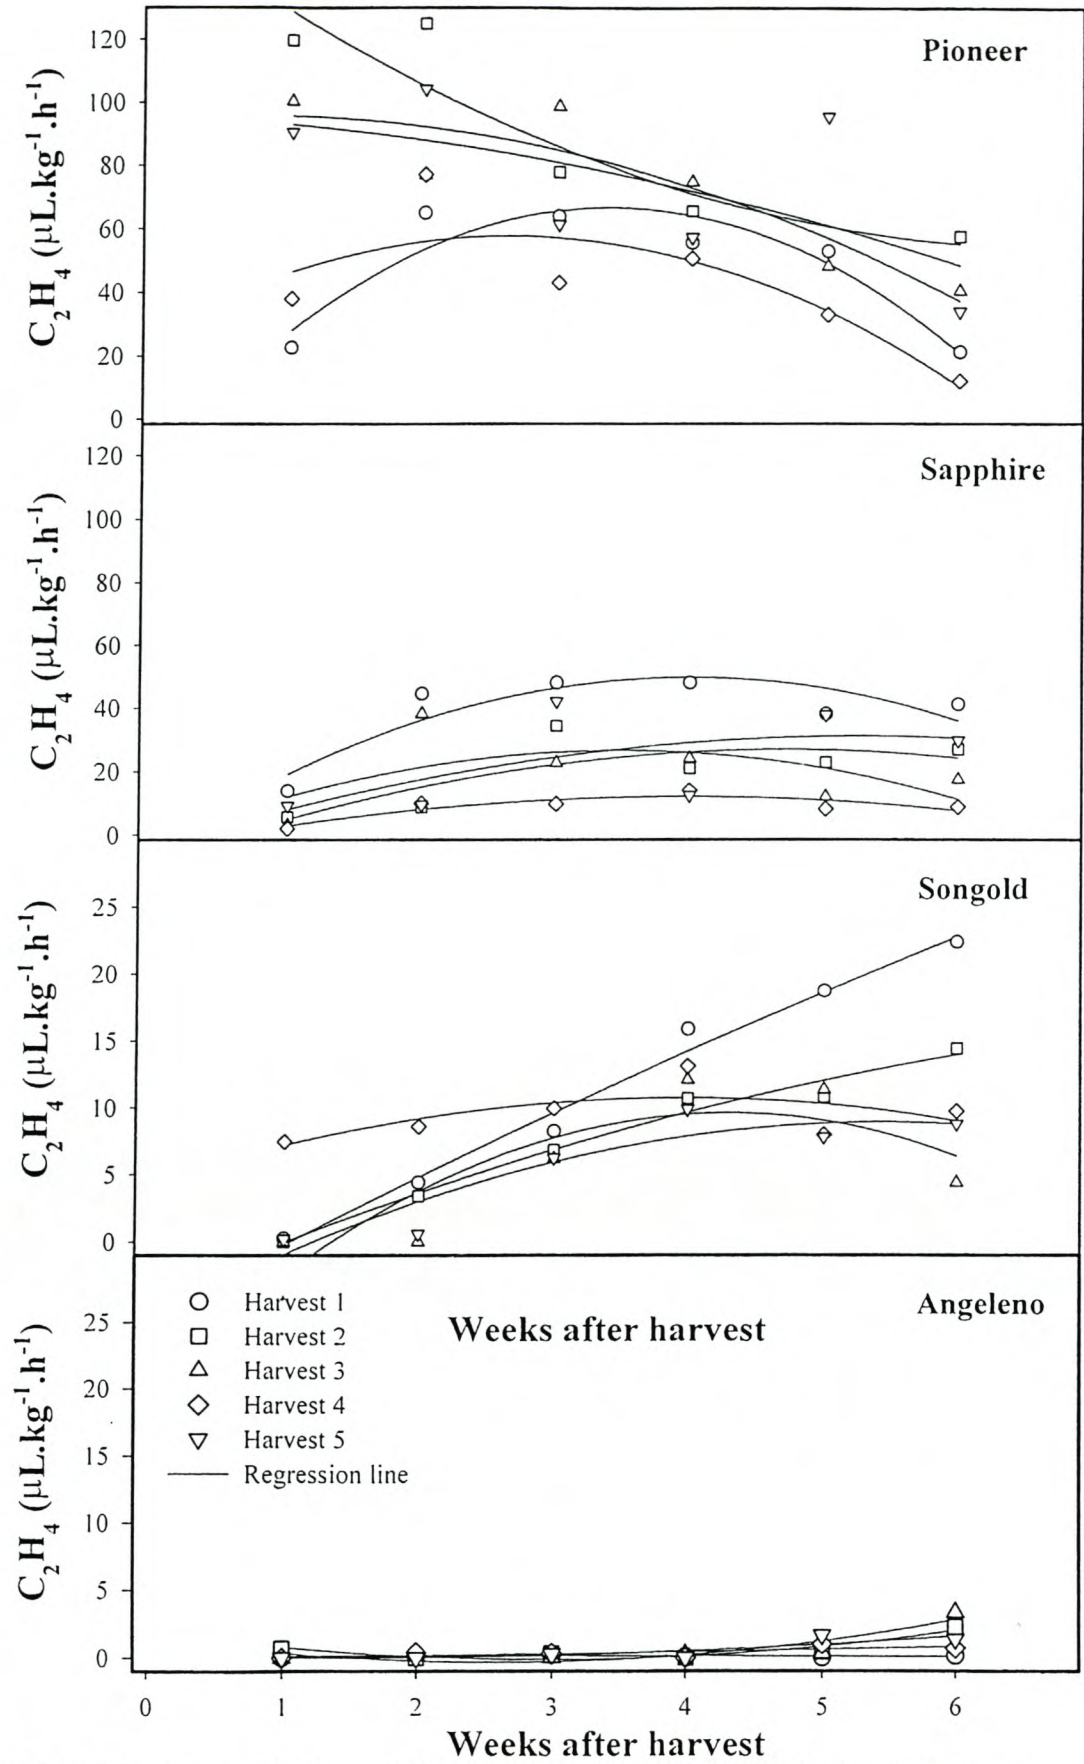 Pioneer
C2H4 (μL.kg-1.h-1)
120
100
80
60
40
20
0
Sapphire
C2H4 (μL.kg-1.h-1)
120
100
80
60
40
20
0
Songold
C2H4 (μL.kg-1.h-1)
25
20
15
10
5
0
Angeleno
C2H4 (μL.kg-1.h-1)
25
20
15
10
5
0
Harvest 1
Harvest 2
Harvest 3
Harvest 4
Harvest 5
Regression line
Weeks after harvest
0 1 2 3 4 5 6
Weeks after harvest